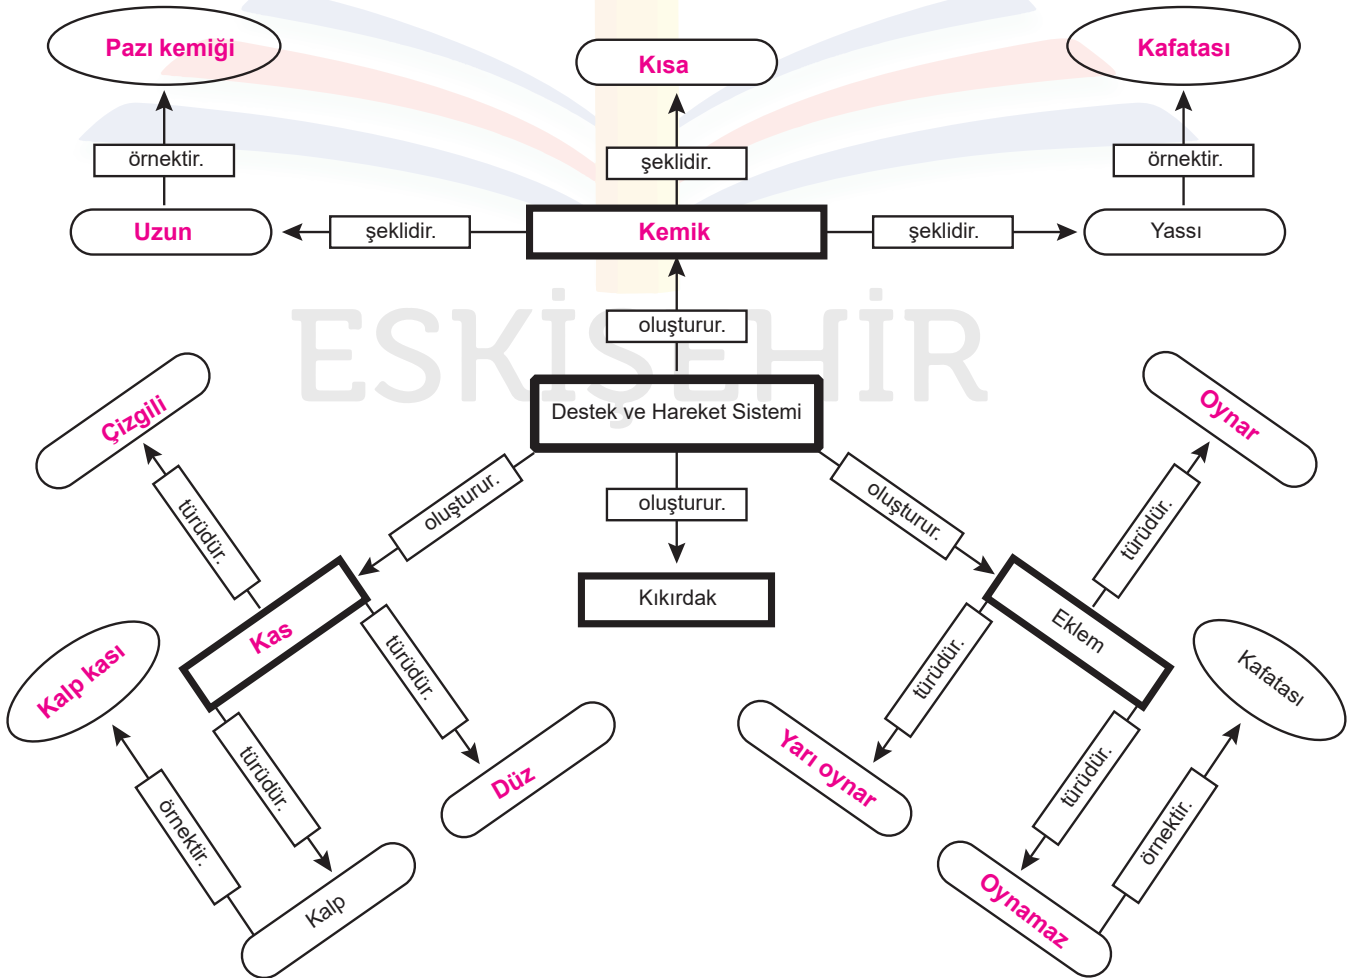 Pazı kemiği
Kısa
Kafatası
örnektir.
şeklidir.
örnektir.
Uzun
şeklidir.
Kemik
şeklidir.
Yassı
oluşturur.
ESKİŞEHİR
Destek ve Hareket Sistemi
Çizgili
Oynar
türüdür.
oluşturur.
oluşturur.
oluşturur.
türüdür.
Kas
Kıkırdak
Eklem
Kalp kası
türüdür.
türüdür.
Kafatası
türüdür.
Düz
Yarı oynar
türüdür.
örnektir.
örnektir.
Kalp
Oynamaz